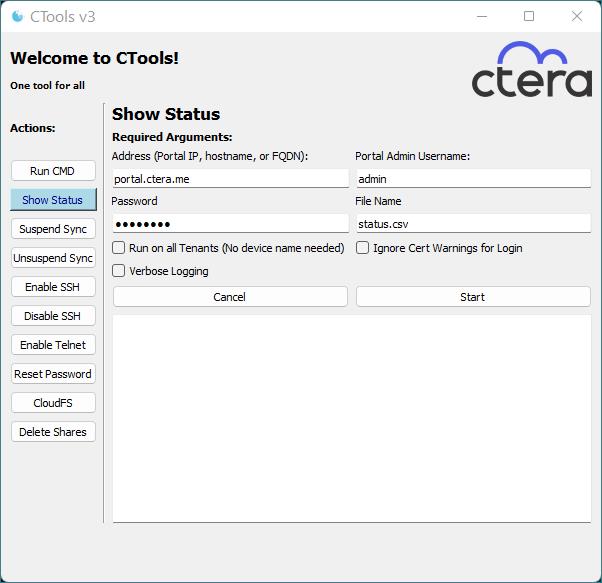 CTools v3
Welcome to CTools!
One tool for all
ctera
Actions:
Run CMD
Show Status
Suspend Sync
Unsuspend Sync
Enable SSH
Disable SSH
Enable Telnet
Reset Password
CloudFS
Delete Shares
Show Status
Required Arguments:
Address (Portal IP, hostname, or FQDN):
Portal Admin Username:
portal.ctera.me
admin
Password
File Name
●●●●●●●●
status.csv
Run on all Tenants (No device name needed)
Ignore Cert Warnings for Login
Verbose Logging
Cancel
Start